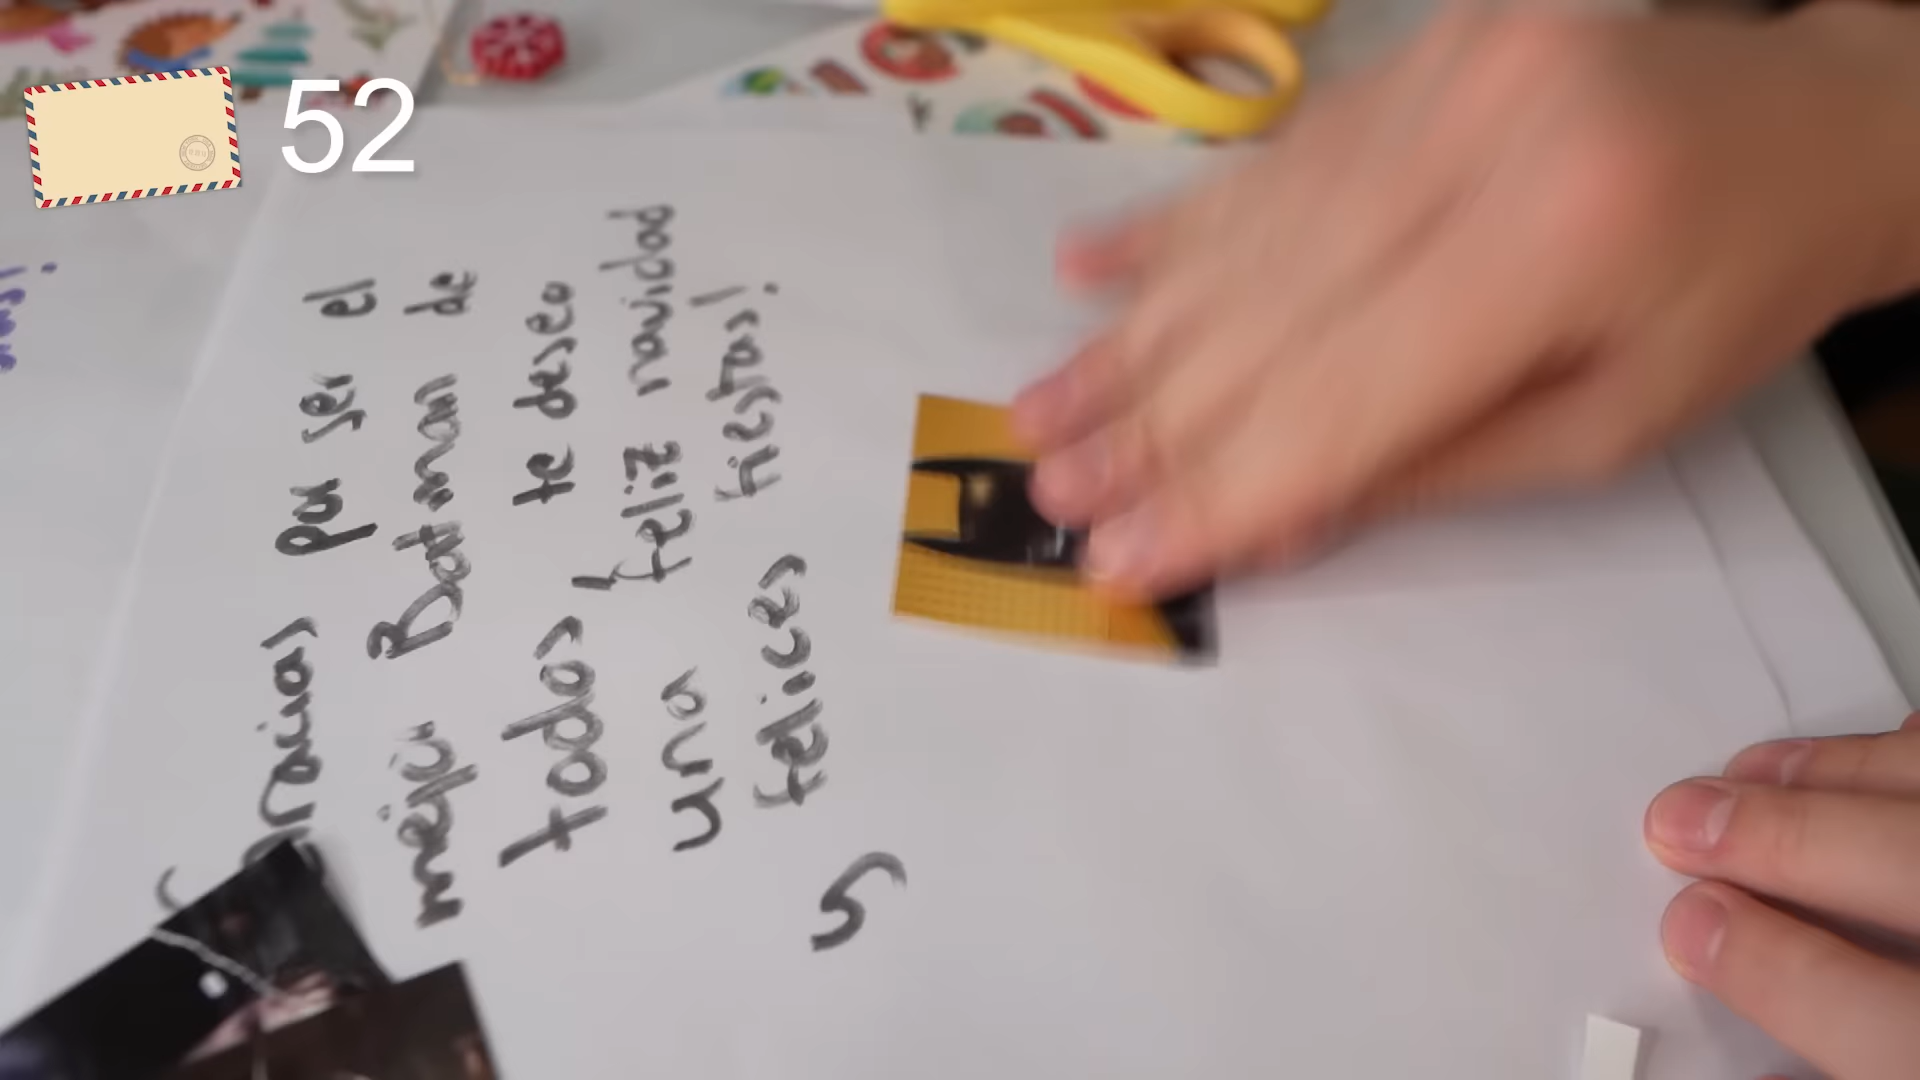 52
Gracias por ser el
mejor Batman de
todos, te deseo
una feliz navidad
y felices fiestas!